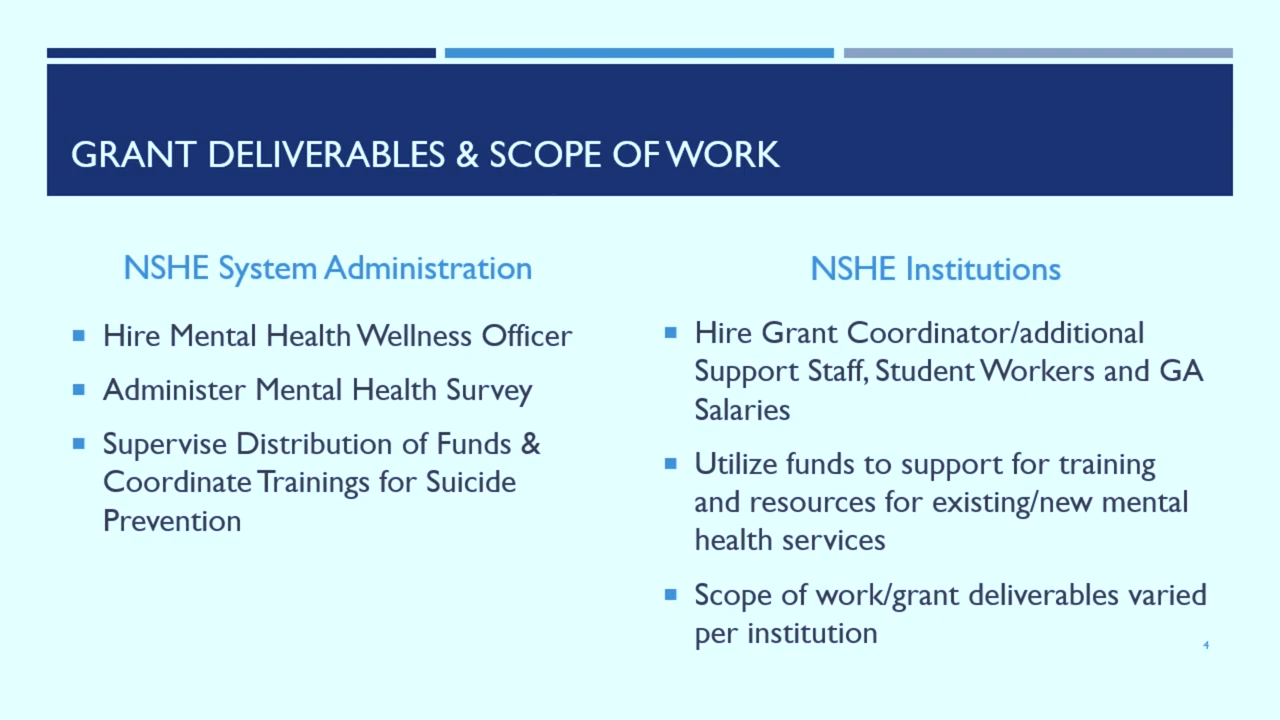 GRANT DELIVERABLES & SCOPE OF WORK
NSHE System Administration
Hire Mental Health Wellness Officer
Administer Mental Health Survey
Supervise Distribution of Funds &
Coordinate Trainings for Suicide
Prevention
NSHE Institutions
Hire Grant Coordinator/additional
Support Staff, Student Workers and GA
Salaries
Utilize funds to support for training
and resources for existing/new mental
health services
Scope of work/grant deliverables varied
per institution
4